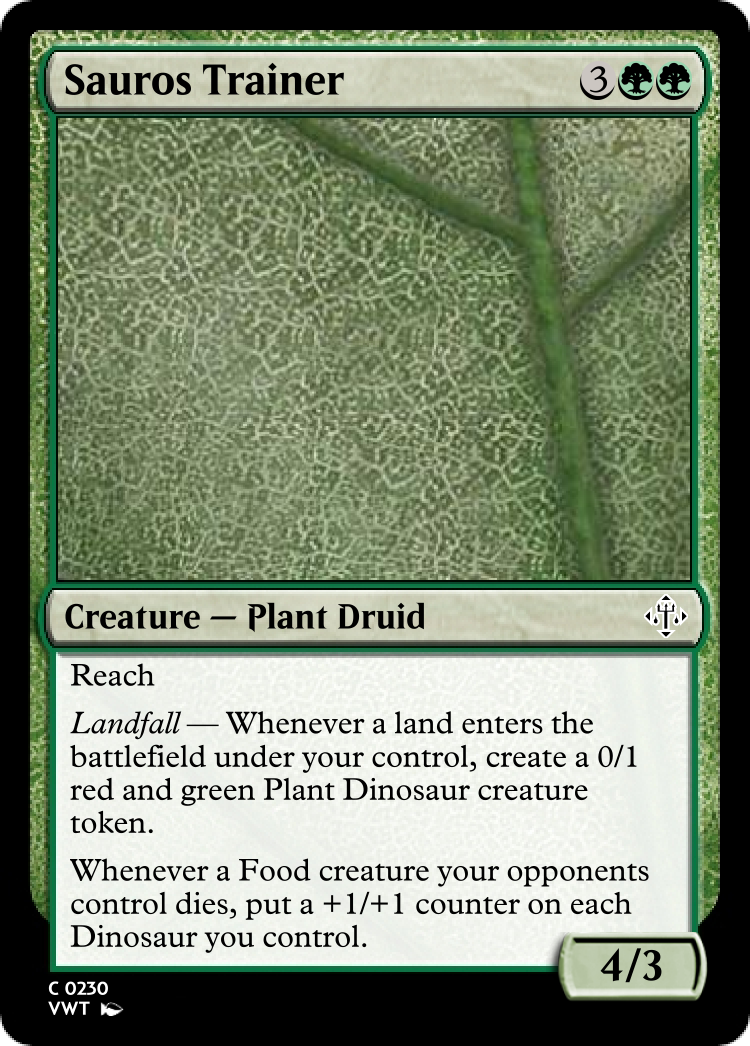 Sauros Trainer 3
Creature — Plant Druid
Reach
Landfall — Whenever a land enters the
battlefield under your control, create a 0/1
red and green Plant Dinosaur creature
token.
Whenever a Food creature your opponents
control dies, put a +1/+1 counter on each
Dinosaur you control.
4/3
C 0230
VWT